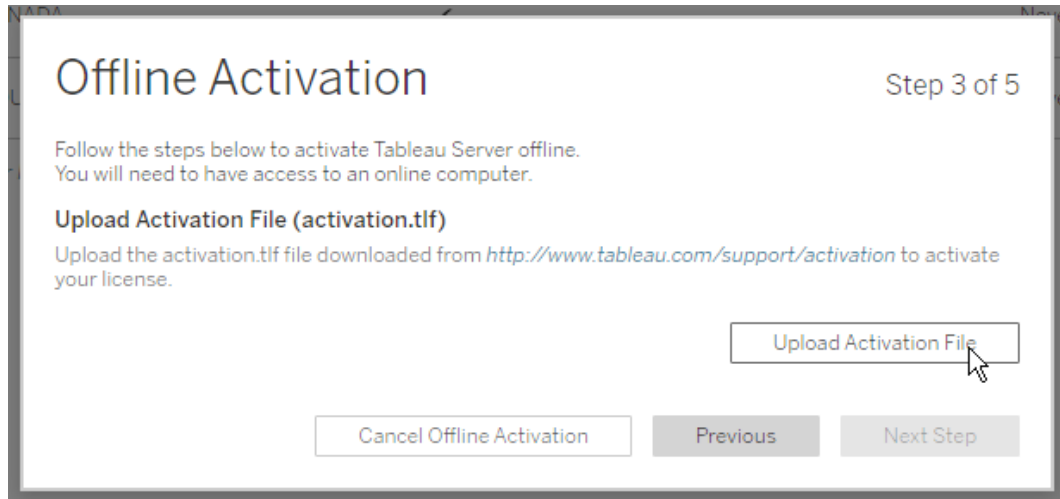 NADA
Offline Activation
Step 3 of 5
Follow the steps below to activate Tableau Server offline.
You will need to have access to an online computer.
Upload Activation File (activation.tlf)
Upload the activation.tlf file downloaded from http://www.tableau.com/support/activation to activate
your license.
Upload Activation File
Cancel Offline Activation
Previous
Next Step